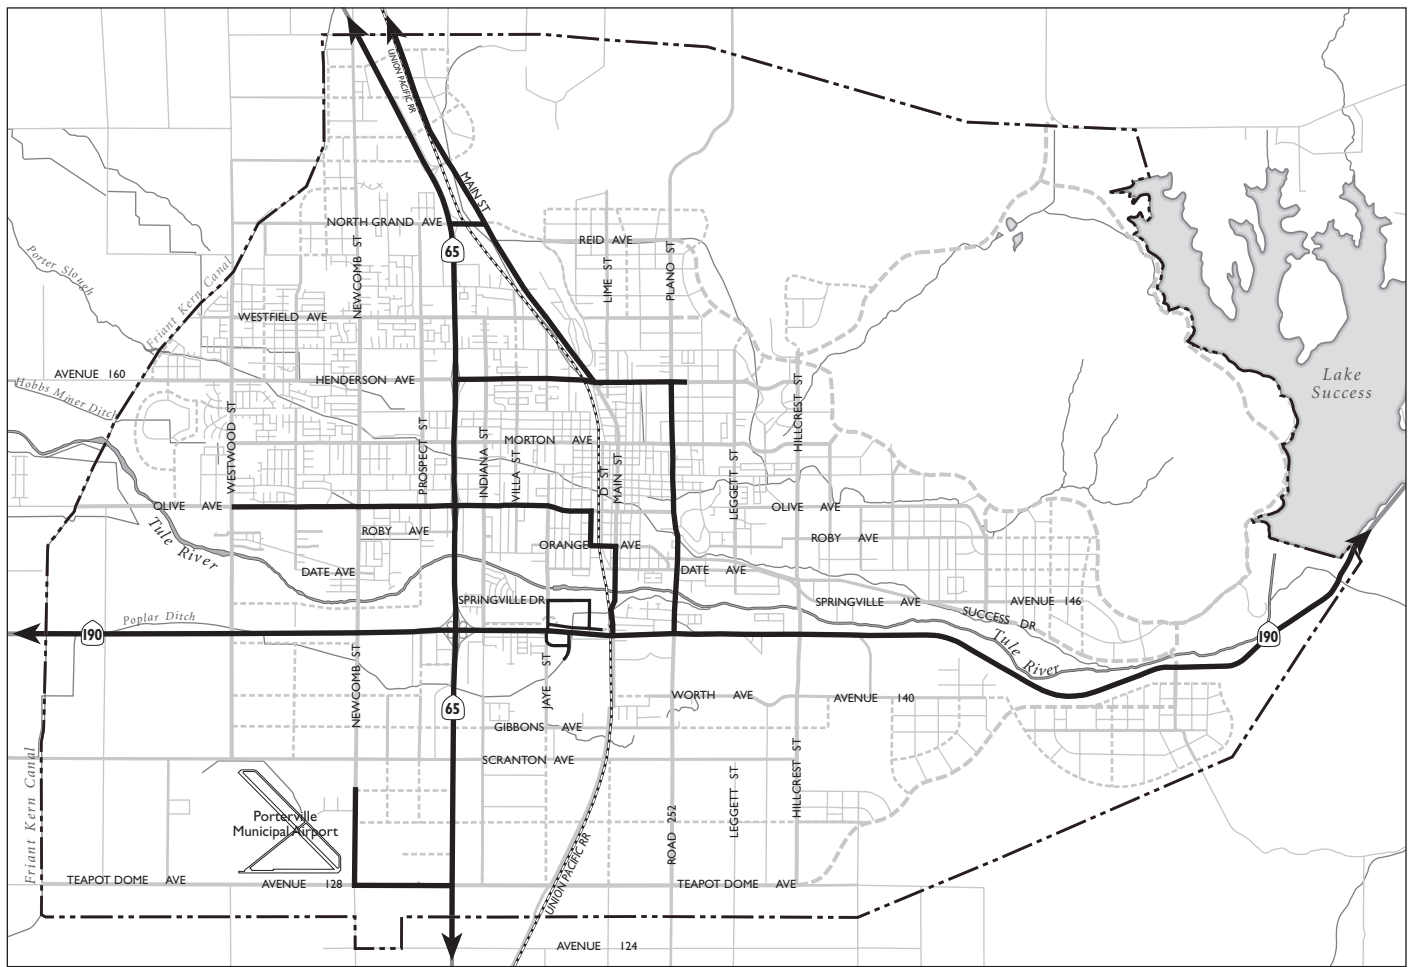 UNION PACIFIC RR
MAIN ST
NORTH GRAND AVE
65
NEWCOMB ST
REID AVE
LIME ST
PLANO ST
Porter Slough
Friant Kern Canal
WESTFIELD AVE
AVENUE 160
HENDERSON AVE
Hobbs Miner Ditch
Lake
Success
HILLCREST ST
WESTWOOD ST
PROSPECT ST
INDIANA ST
VILLA ST
MORTON AVE
D ST
MAIN ST
LEGGETT ST
OLIVE AVE
OLIVE AVE
Tule River
ROBY AVE
ORANGE AVE
ROBY AVE
DATE AVE
DATE AVE
SPRINGVILLE DR
SPRINGVILLE AVE
AVENUE 146
SUCCESS DR
Poplar Ditch
190
Tule River
190
NEWCOMB ST
JAYE ST
WORTH AVE
AVENUE 140
65
GIBBONS AVE
SCRANTON AVE
HILLCREST ST
LEGGETT ST
ROAD 252
Friant Kern Canal
Porterville
Municipal Airport
UNION PACIFIC RR
TEAPOT DOME AVE
AVENUE 128
TEAPOT DOME AVE
AVENUE 124